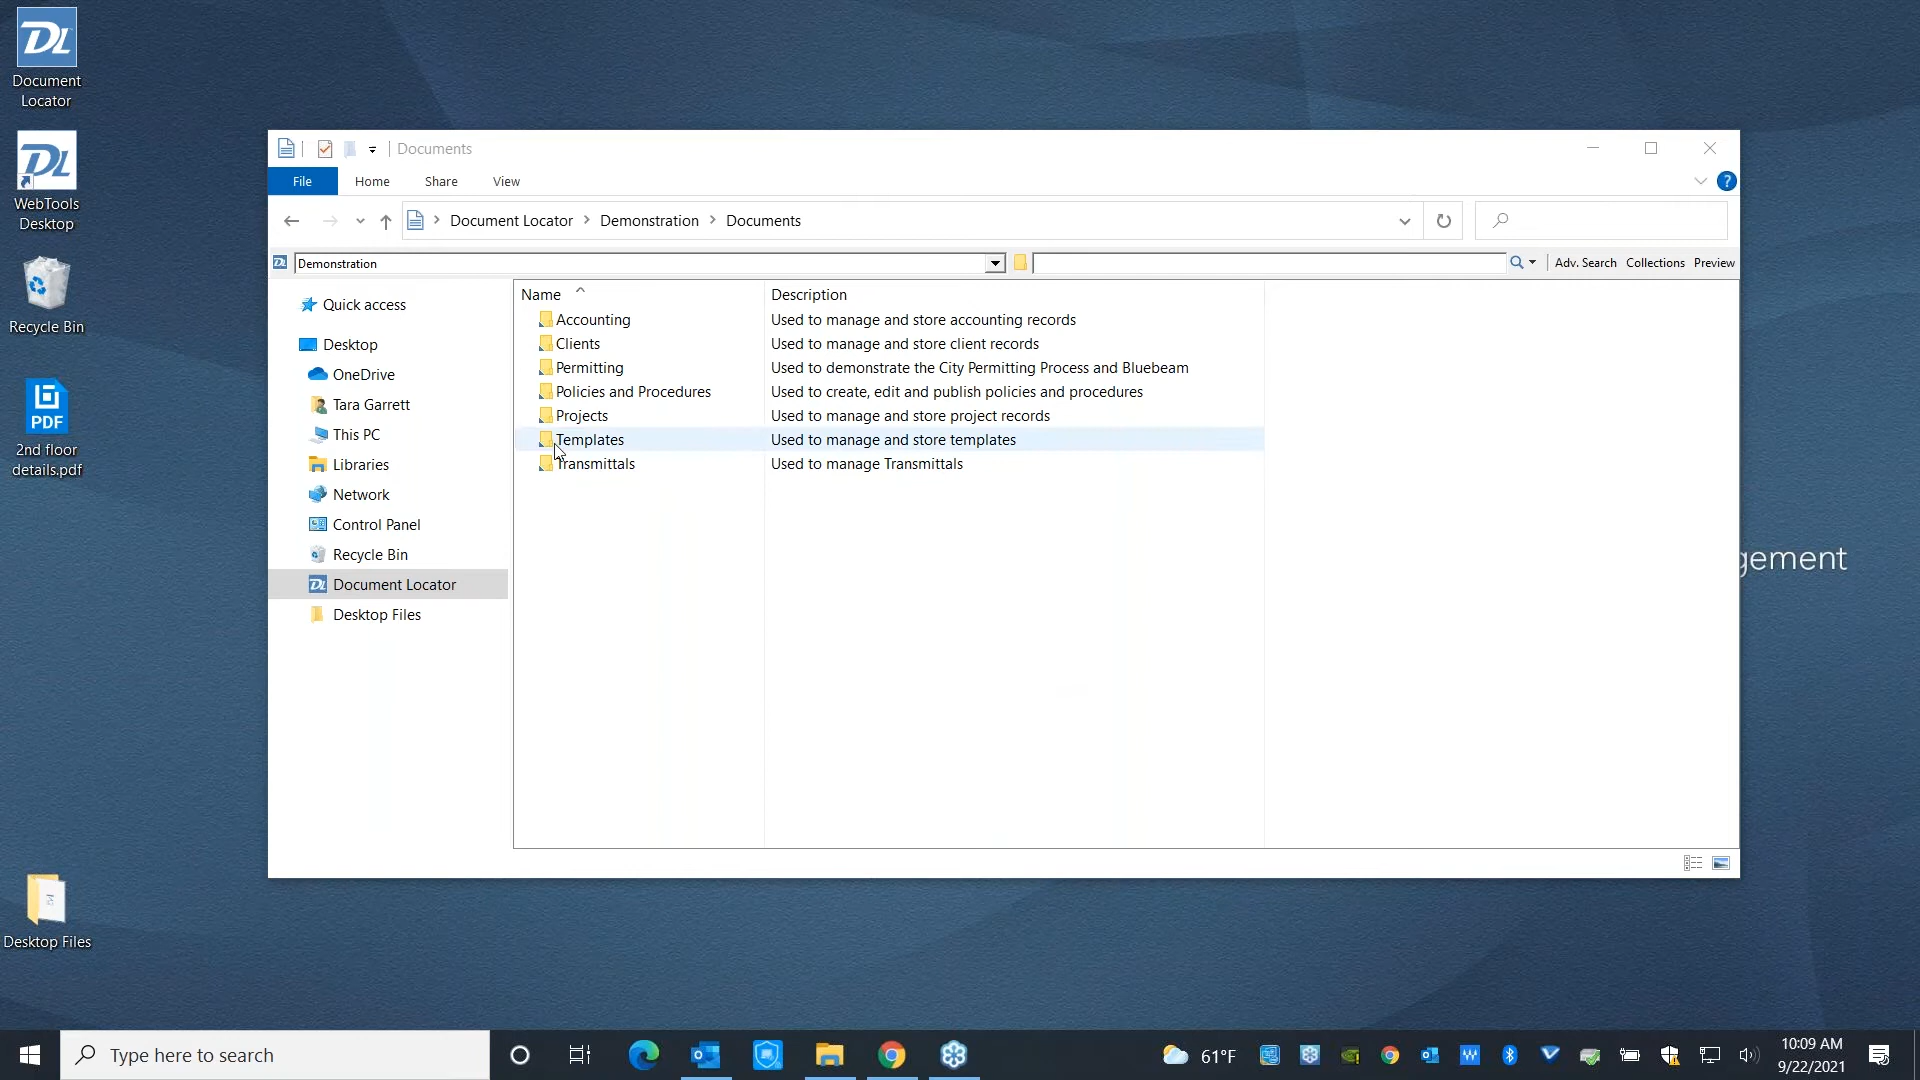 DL
Document
Locator
DL
WebTools
Desktop
Recycle Bin
PDF
2nd floor
details.pdf
Desktop Files
Documents
File Home Share View
?
Document Locator > Demonstration > Documents
DL Demonstration
Adv. Search Collections Preview
Quick access
Desktop
OneDrive
Tara Garrett
This PC
Libraries
Network
Control Panel
Recycle Bin
DL Document Locator
Desktop Files
Name Description
Accounting Used to manage and store accounting records
Clients Used to manage and store client records
Permitting Used to demonstrate the City Permitting Process and Bluebeam
Policies and Procedures Used to create, edit and publish policies and procedures
Projects Used to manage and store project records
Templates Used to manage and store templates
Transmittals Used to manage Transmittals
gement
Type here to search
61°F
10:09 AM
9/22/2021